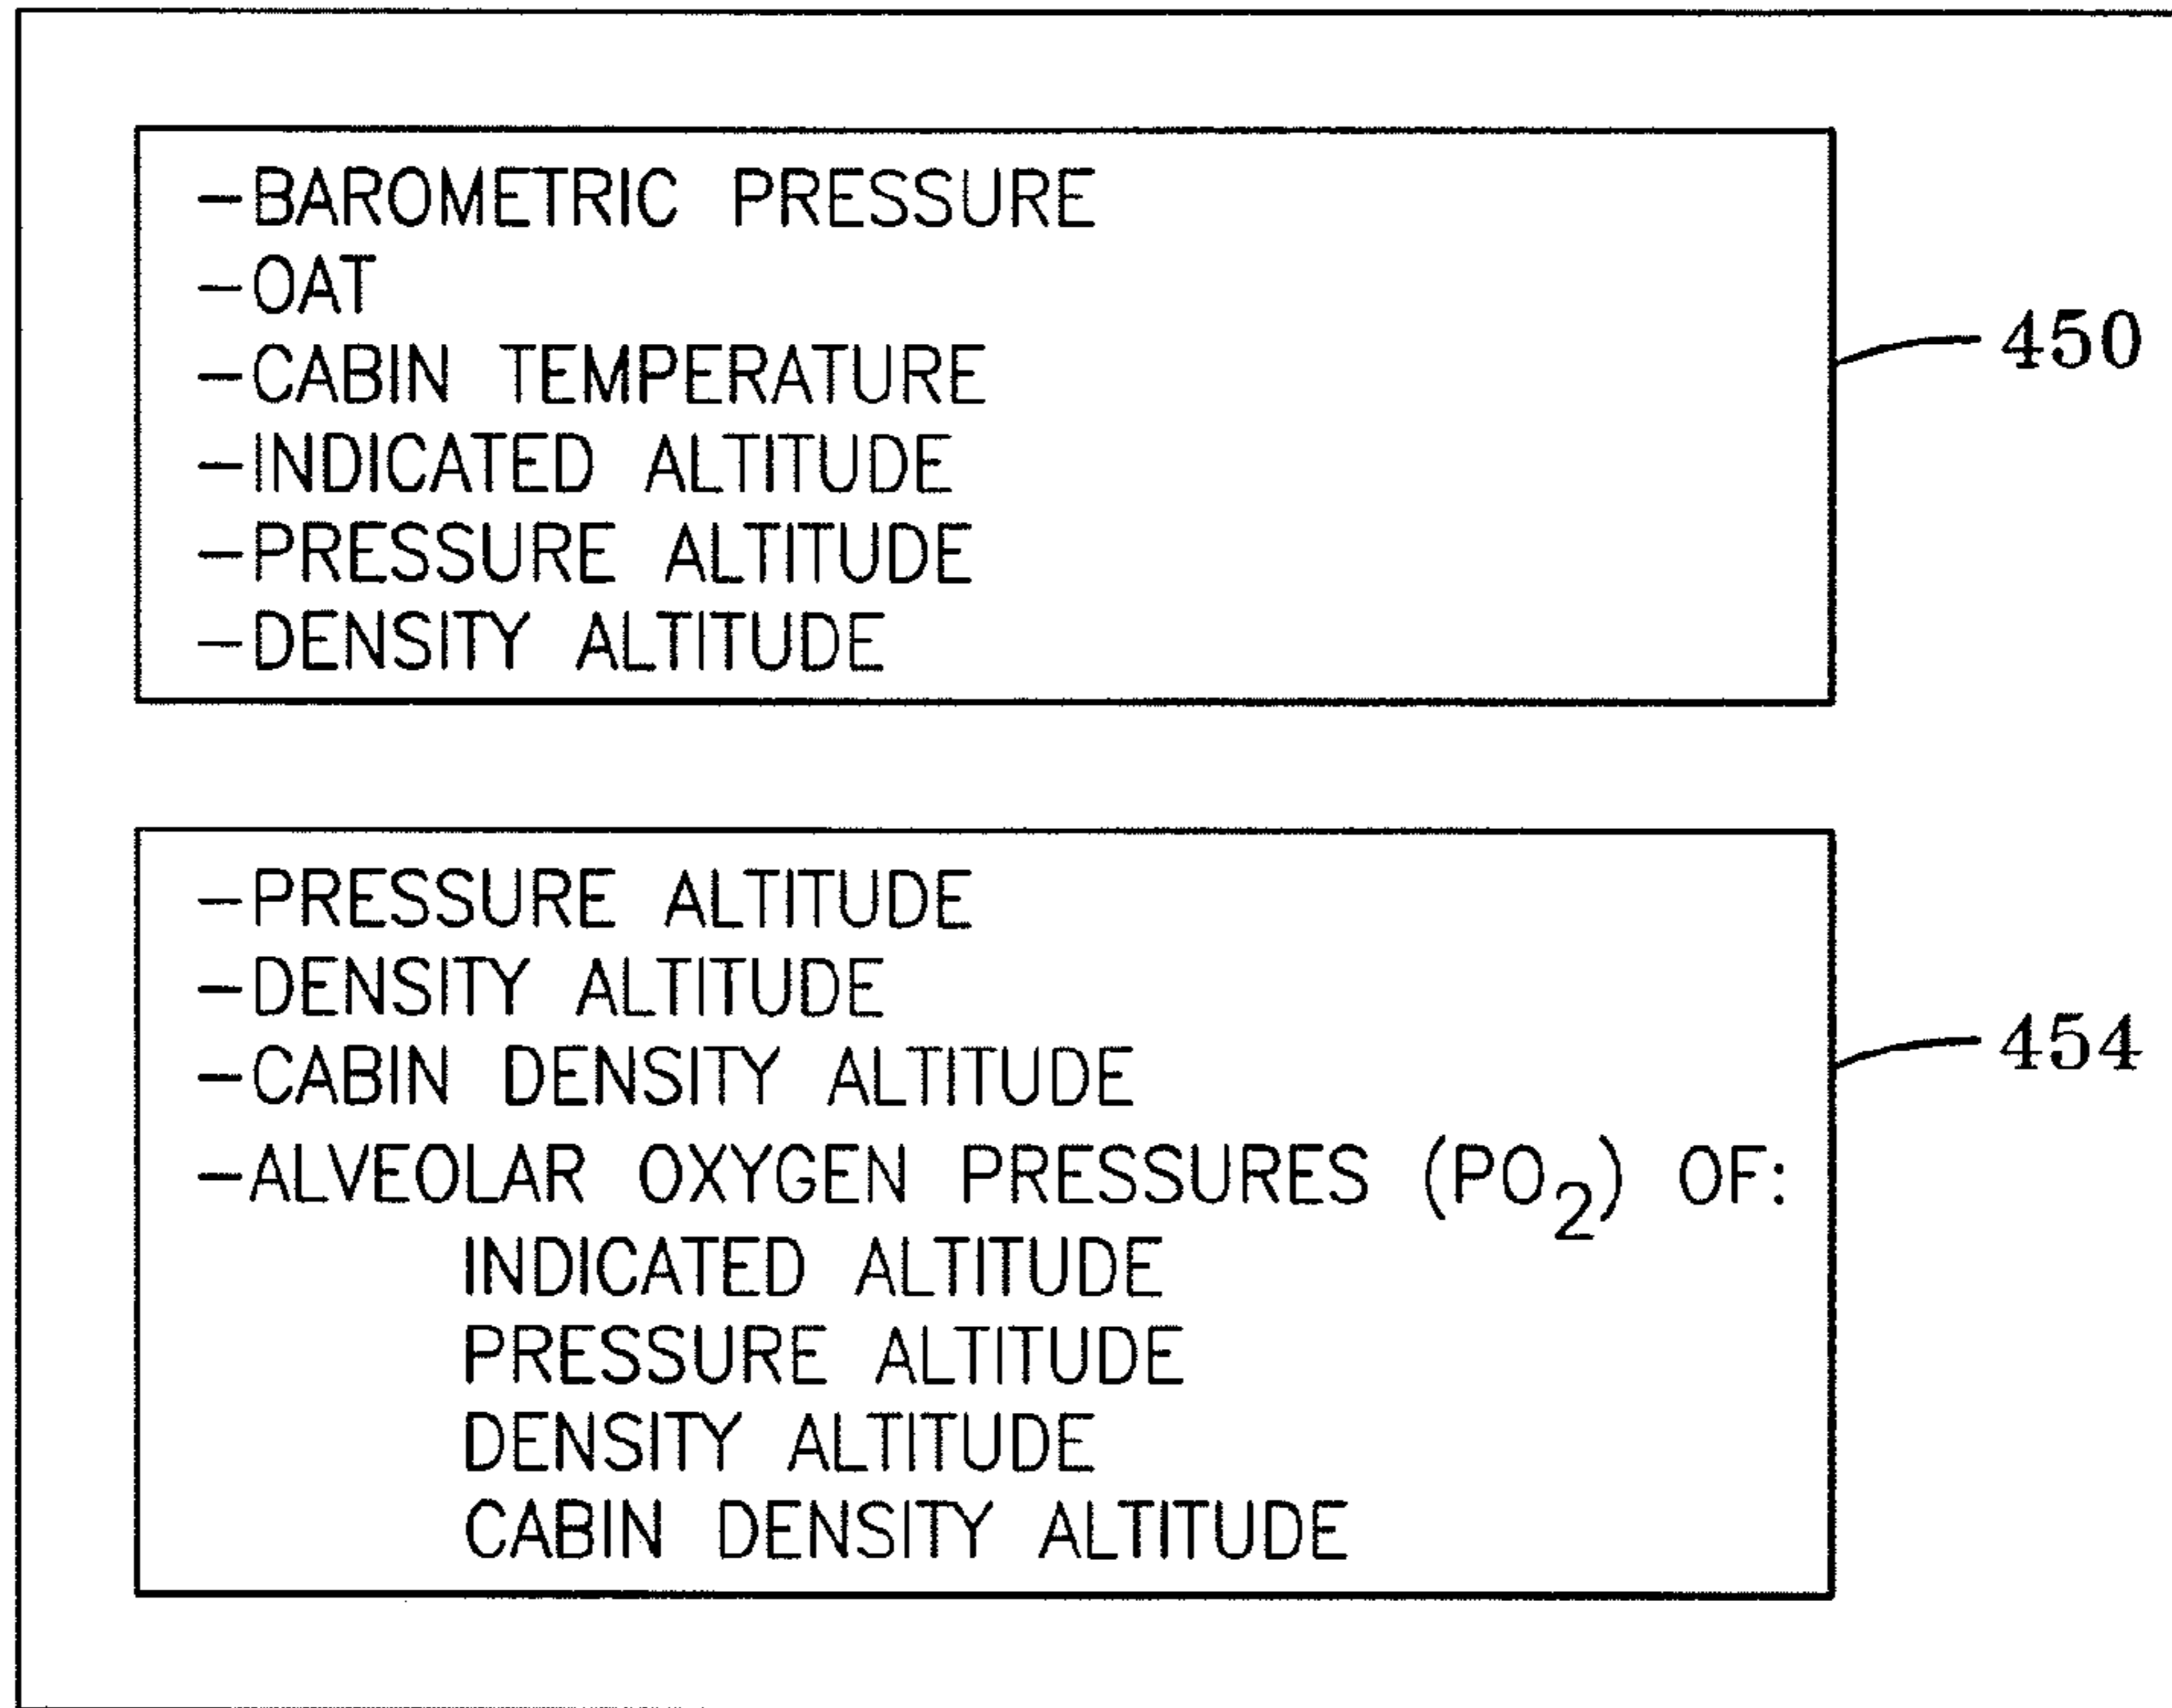 -BAROMETRIC PRESSURE
-OAT
-CABIN TEMPERATURE
-INDICATED ALTITUDE
-PRESSURE ALTITUDE
-DENSITY ALTITUDE
450
-PRESSURE ALTITUDE
-DENSITY ALTITUDE
-CABIN DENSITY ALTITUDE
-ALVEOLAR OXYGEN PRESSURES (PO₂) OF:
INDICATED ALTITUDE
PRESSURE ALTITUDE
DENSITY ALTITUDE
CABIN DENSITY ALTITUDE
454